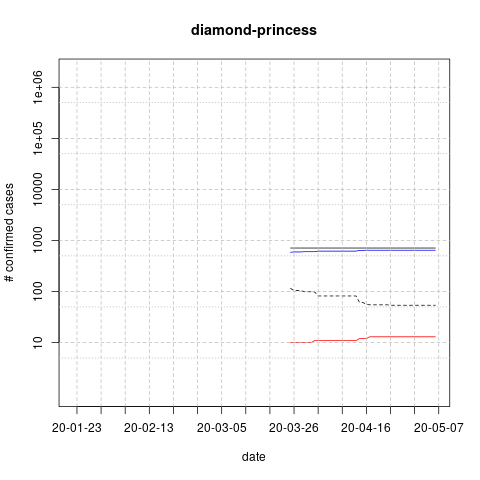 diamond-princess
# confirmed cases
1e+06
1e+05
10000
1000
100
10
20-01-23 20-02-13 20-03-05 20-03-26 20-04-16 20-05-07
date